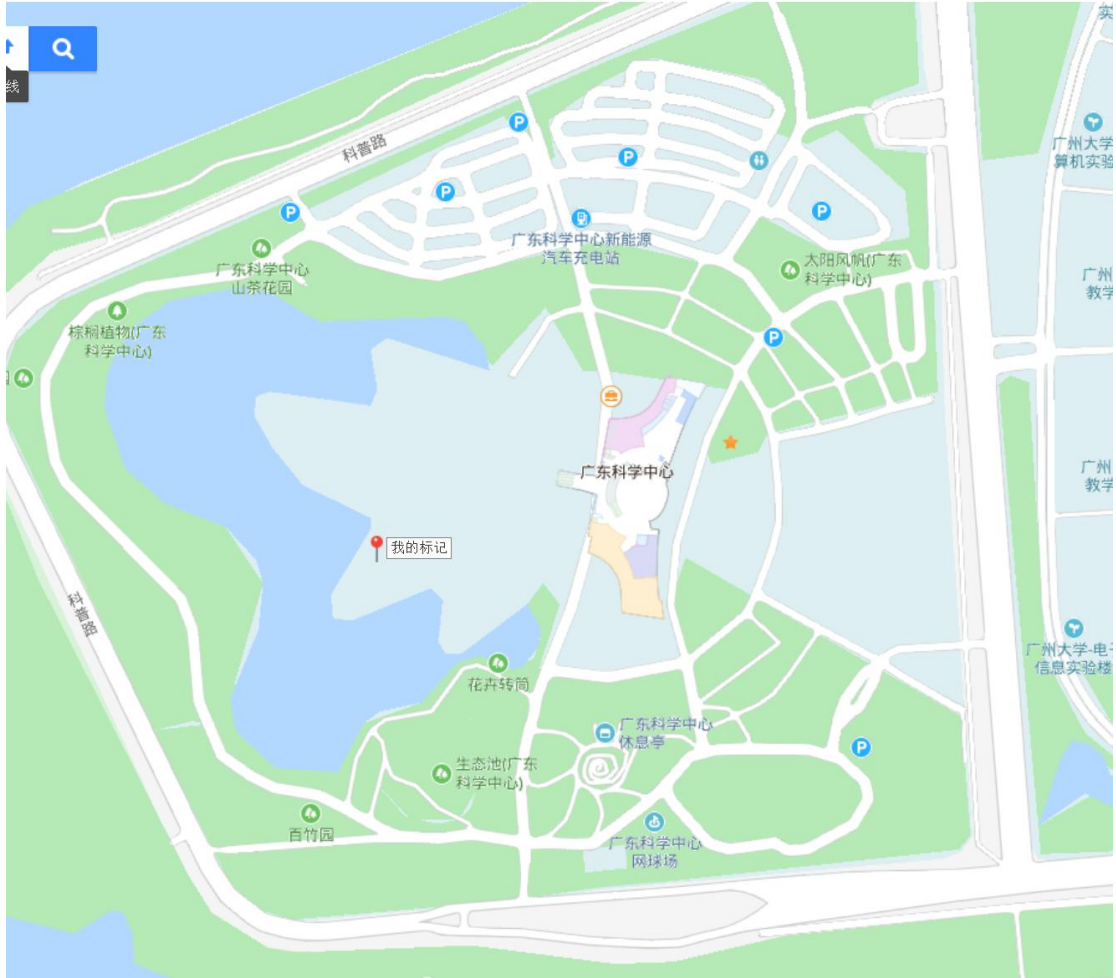 实
线
P
科普路
P
广州大学
算机实验
P
P
P
广东科学中心新能源
汽车充电站
太阳风帆(广东
科学中心)
广东科学中心
山茶花园
广州
教学
棕榈植物(广东
科学中心)
园
P
广东科学中心
广州
教学
我的标记
科普路
广州大学-电子
信息实验楼
花卉转筒
广东科学中心
休息亭
P
生态池(广东
科学中心)
百竹园
广东科学中心
网球场